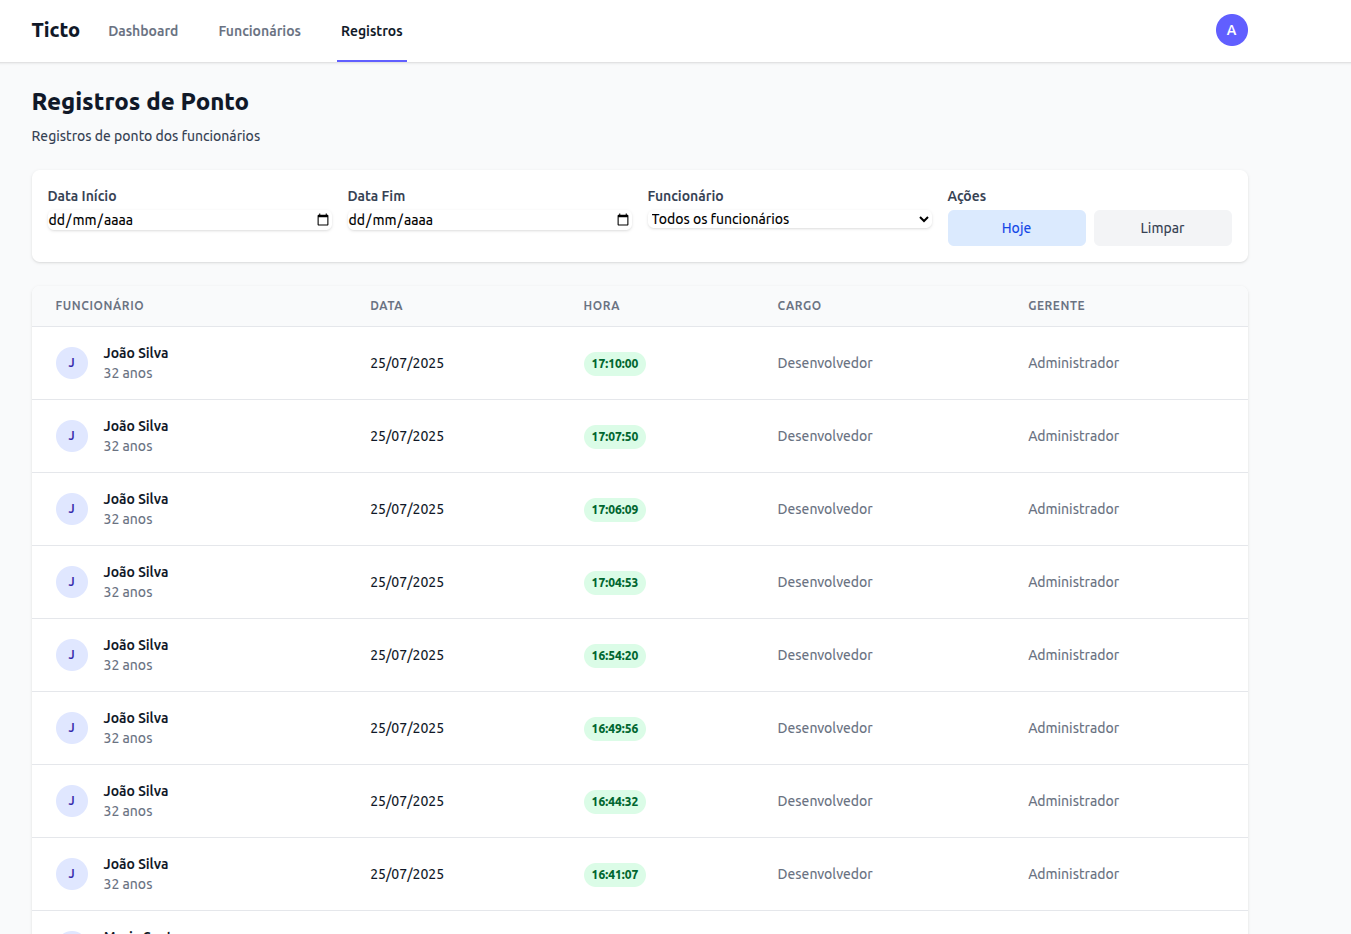 Ticto Dashboard Funcionários Registros A
Registros de Ponto
Registros de ponto dos funcionários
Data Início Data Fim Funcionário Ações
dd/mm/aaaa dd/mm/aaaa Todos os funcionários Hoje Limpar
FUNCIONÁRIO DATA HORA CARGO GERENTE
J João Silva 25/07/2025 17:10:00 Desenvolvedor Administrador
32 anos
J João Silva 25/07/2025 17:07:50 Desenvolvedor Administrador
32 anos
J João Silva 25/07/2025 17:06:09 Desenvolvedor Administrador
32 anos
J João Silva 25/07/2025 17:04:53 Desenvolvedor Administrador
32 anos
J João Silva 25/07/2025 16:54:20 Desenvolvedor Administrador
32 anos
J João Silva 25/07/2025 16:49:56 Desenvolvedor Administrador
32 anos
J João Silva 25/07/2025 16:44:32 Desenvolvedor Administrador
32 anos
J João Silva 25/07/2025 16:41:07 Desenvolvedor Administrador
32 anos